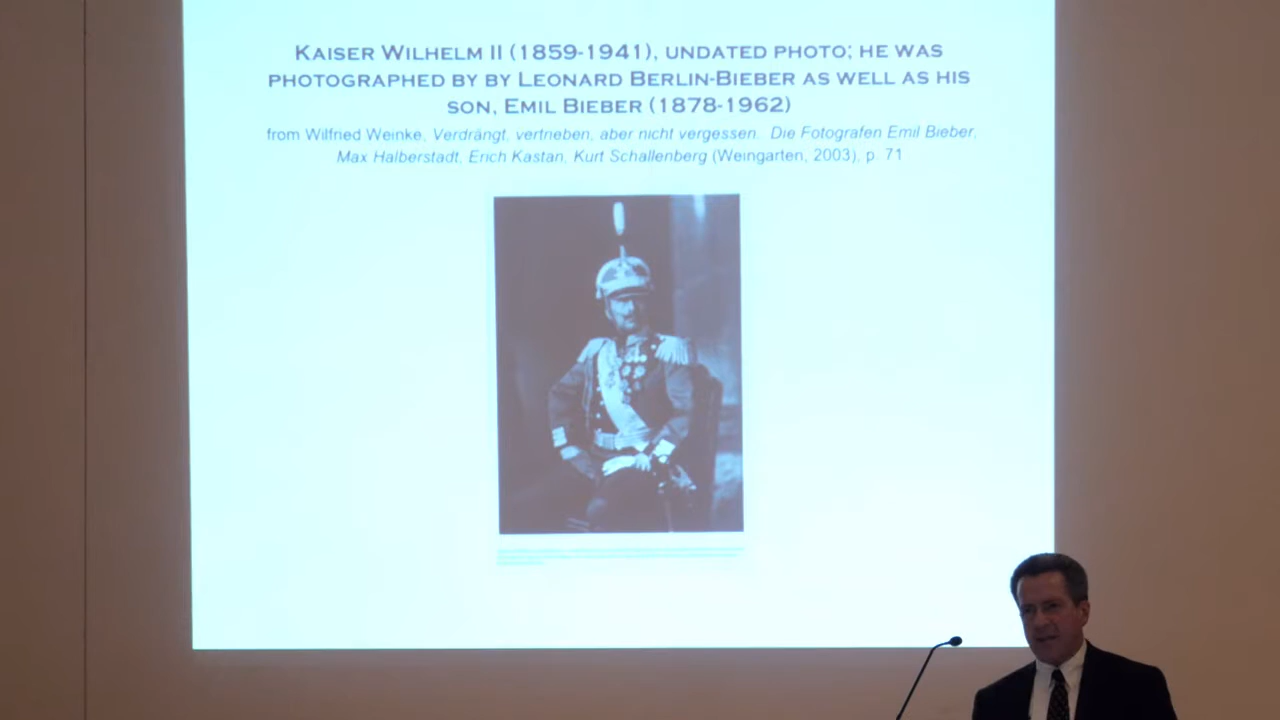 KAISER WILHELM II (1859-1941), UNDATED PHOTO; HE WAS
PHOTOGRAPHED BY BY LEONARD BERLIN-BIEBER AS WELL AS HIS
SON, EMIL BIEBER (1878-1962)
from Wilfried Weinke, Verdrängt, vertrieben, aber nicht vergessen. Die Fotografen Emil Bieber,
Max Halberstadt, Erich Kastan, Kurt Schallenberg (Weingarten, 2003), p. 71